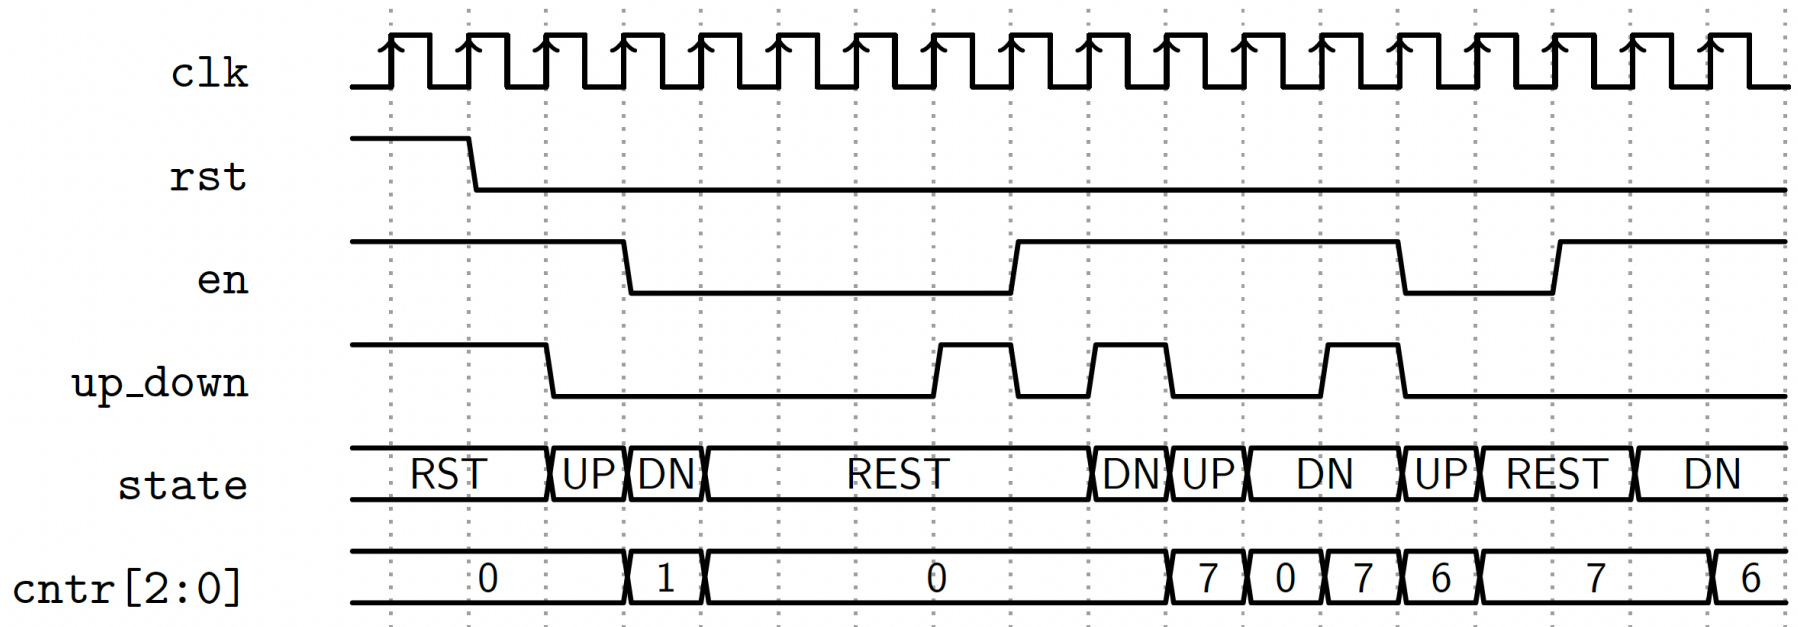 clk
rst
en
up_down
state RST UP DN REST DN UP DN UP REST DN
cntr[2:0] 0 1 0 7 0 7 6 7 6